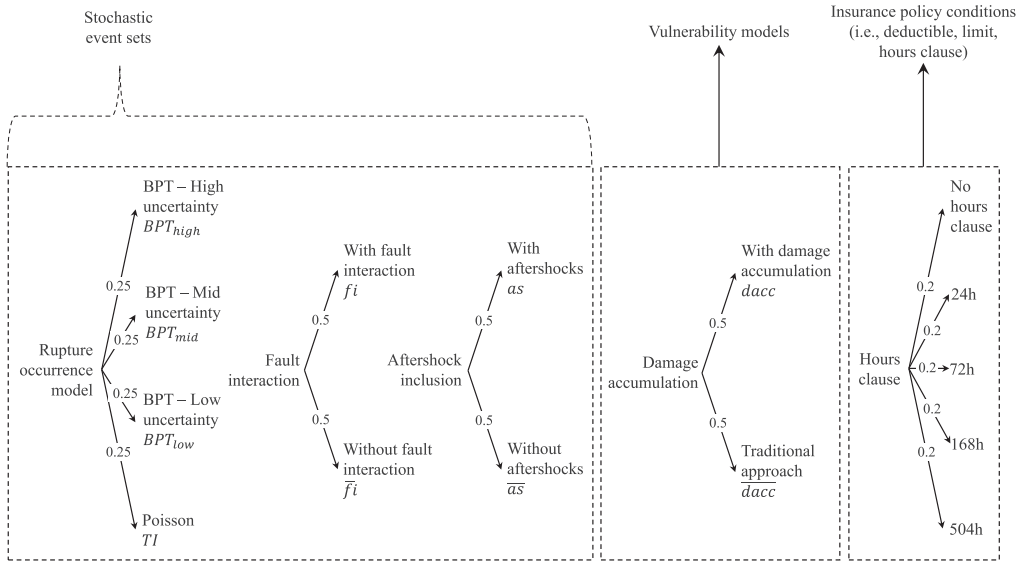 Stochastic
event sets
Vulnerability models
Insurance policy conditions
(i.e., deductible, limit,
hours clause)
Rupture
occurrence
model
0.25
0.25
0.25
0.25
BPT – High
uncertainty
BPT_high
BPT – Mid
uncertainty
BPT_mid
BPT – Low
uncertainty
BPT_low
Poisson
TI
Fault
interaction
0.5
0.5
With fault
interaction
fi
Without fault
interaction
f̅i
Aftershock
inclusion
0.5
0.5
With
aftershocks
as
Without
aftershocks
a̅s̅
Damage
accumulation
0.5
0.5
With damage
accumulation
dacc
Traditional
approach
d̅a̅c̅c̅
Hours
clause
0.2
0.2
0.2
0.2
0.2
No
hours
clause
24h
72h
168h
504h